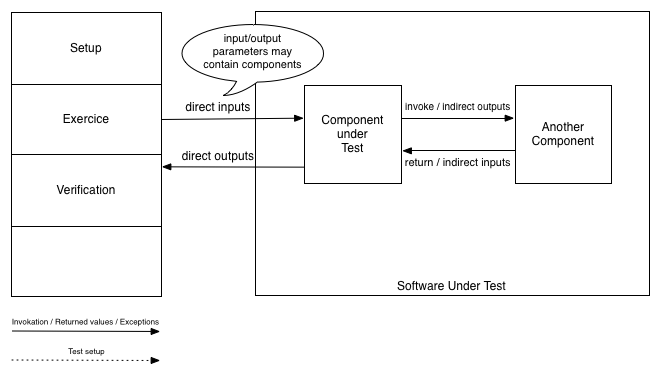 Setup
input/output
parameters may
contain components
Exercice
direct inputs
Component
under
Test
invoke / indirect outputs
Another
Component
direct outputs
return / indirect inputs
Verification
Software Under Test
Invokation / Returned values / Exceptions
Test setup